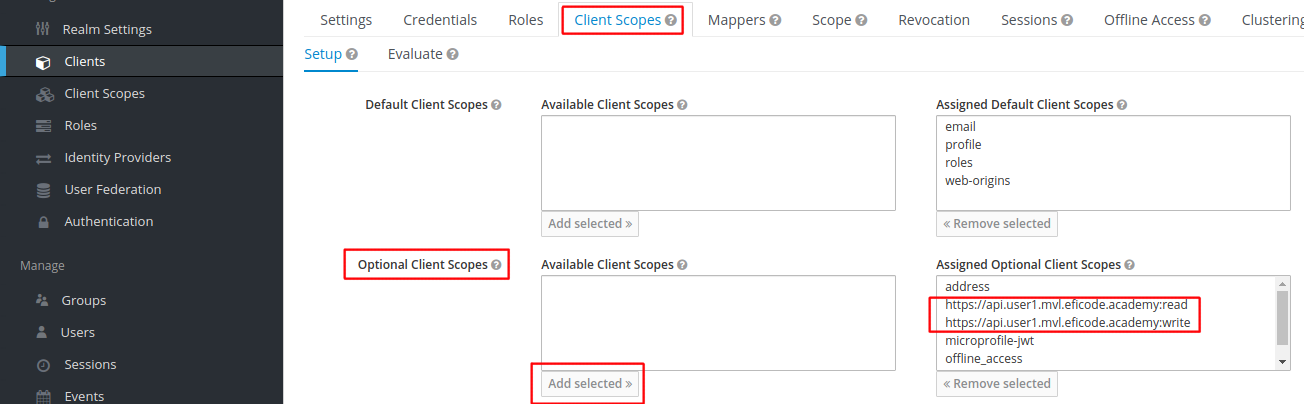 Settings
Credentials
Roles
Client Scopes
Mappers
Scope
Revocation
Sessions
Offline Access
Clustering
Setup
Evaluate
Realm Settings
Clients
Client Scopes
Roles
Identity Providers
User Federation
Authentication
Manage
Groups
Users
Sessions
Events
Default Client Scopes
Available Client Scopes
Add selected »
Assigned Default Client Scopes
email
profile
roles
web-origins
« Remove selected
Optional Client Scopes
Available Client Scopes
Add selected »
Assigned Optional Client Scopes
address
https://api.user1.mvl.eficode.academy:read
https://api.user1.mvl.eficode.academy:write
microprofile-jwt
offline_access
« Remove selected